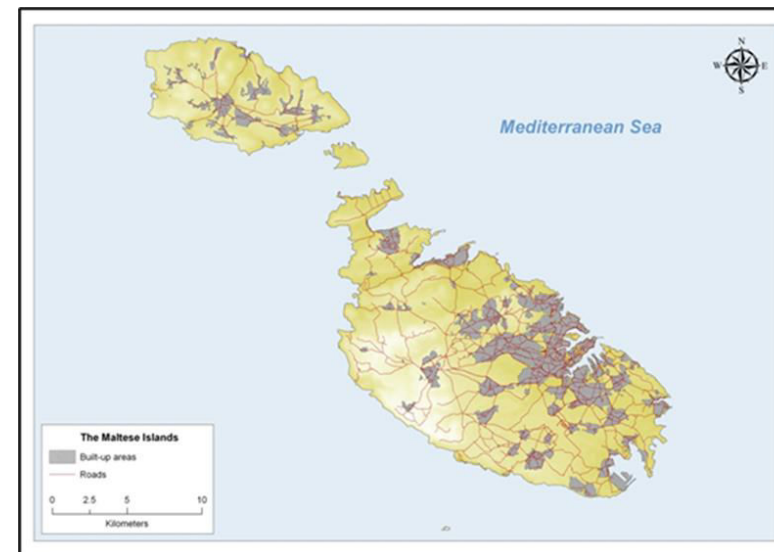 N
W E
S
Mediterranean Sea
The Maltese Islands
Built-up areas
Roads
0 2.5 5 10
Kilometers